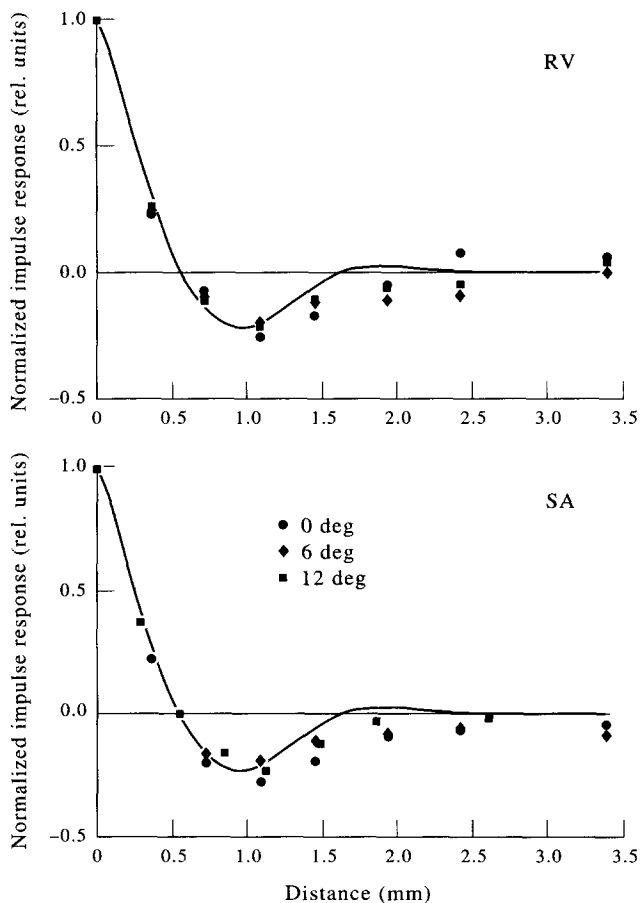 Normalized impulse response (rel. units)
RV
1.0
0.5
0.0
−0.5
0 0.5 1.0 1.5 2.0 2.5 3.0 3.5
Normalized impulse response (rel. units)
SA
1.0
0.5
0.0
−0.5
0 deg
6 deg
12 deg
0 0.5 1.0 1.5 2.0 2.5 3.0 3.5
Distance (mm)